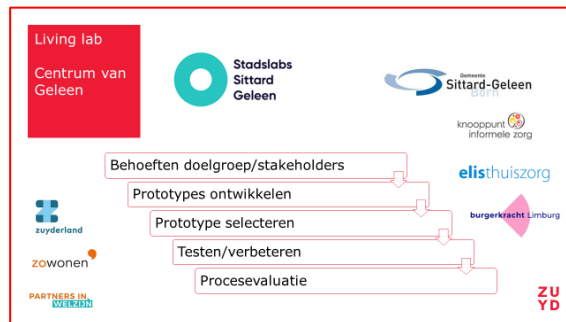 Living lab
Centrum van
Geleen
Stadslabs
Sittard
Geleen
Gemeente
Sittard-Geleen
Born
knooppunt
informele zorg
Behoeften doelgroep/stakeholders
elisthuiszorg
Prototypes ontwikkelen
zuyderland
Prototype selecteren
burgerkracht Limburg
Testen/verbeteren
zowonen
Procesevaluatie
PARTNERS IN
WELZIJN
ZU
YD